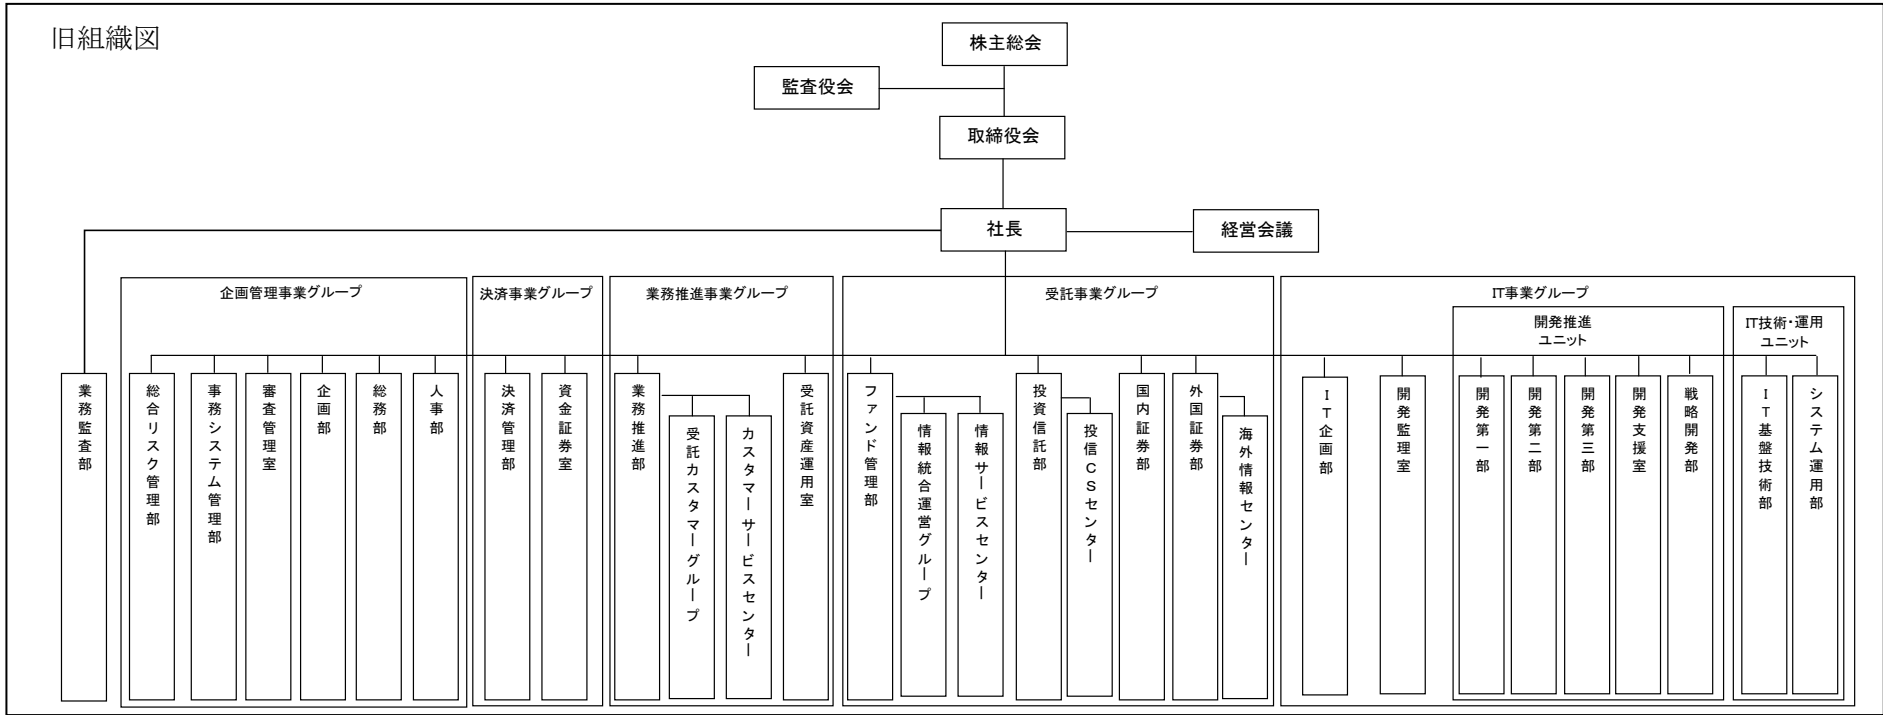 旧組織図
株主総会
監査役会
取締役会
社長
経営会議
企画管理事業グループ
決済事業グループ
業務推進事業グループ
受託事業グループ
IT事業グループ
開発推進
ユニット
IT技術・運用
ユニット
業務監査部
総合リスク管理部
事務システム管理部
審査管理室
企画部
総務部
人事部
決済管理部
資金証券室
業務推進部
受託カスタマーグループ
カスタマーサービスセンター
受託資産運用室
ファンド管理部
情報統合運営グループ
情報サービスセンター
投資信託部
投信CSセンター
国内証券部
外国証券部
海外情報センター
IT企画部
開発監理室
開発第一部
開発第二部
開発第三部
開発支援室
戦略開発部
IT基盤技術部
システム運用部